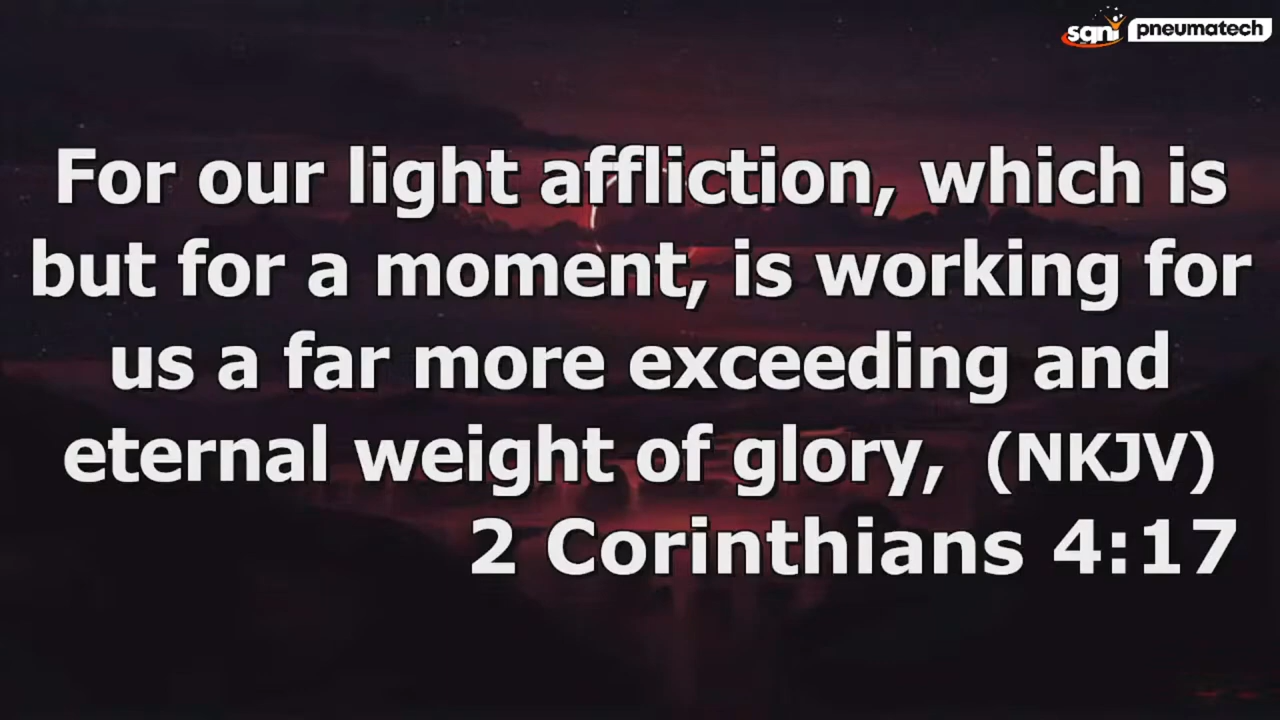 sqni pneumatech
For our light affliction, which is
but for a moment, is working for
us a far more exceeding and
eternal weight of glory, (NKJV)
2 Corinthians 4:17